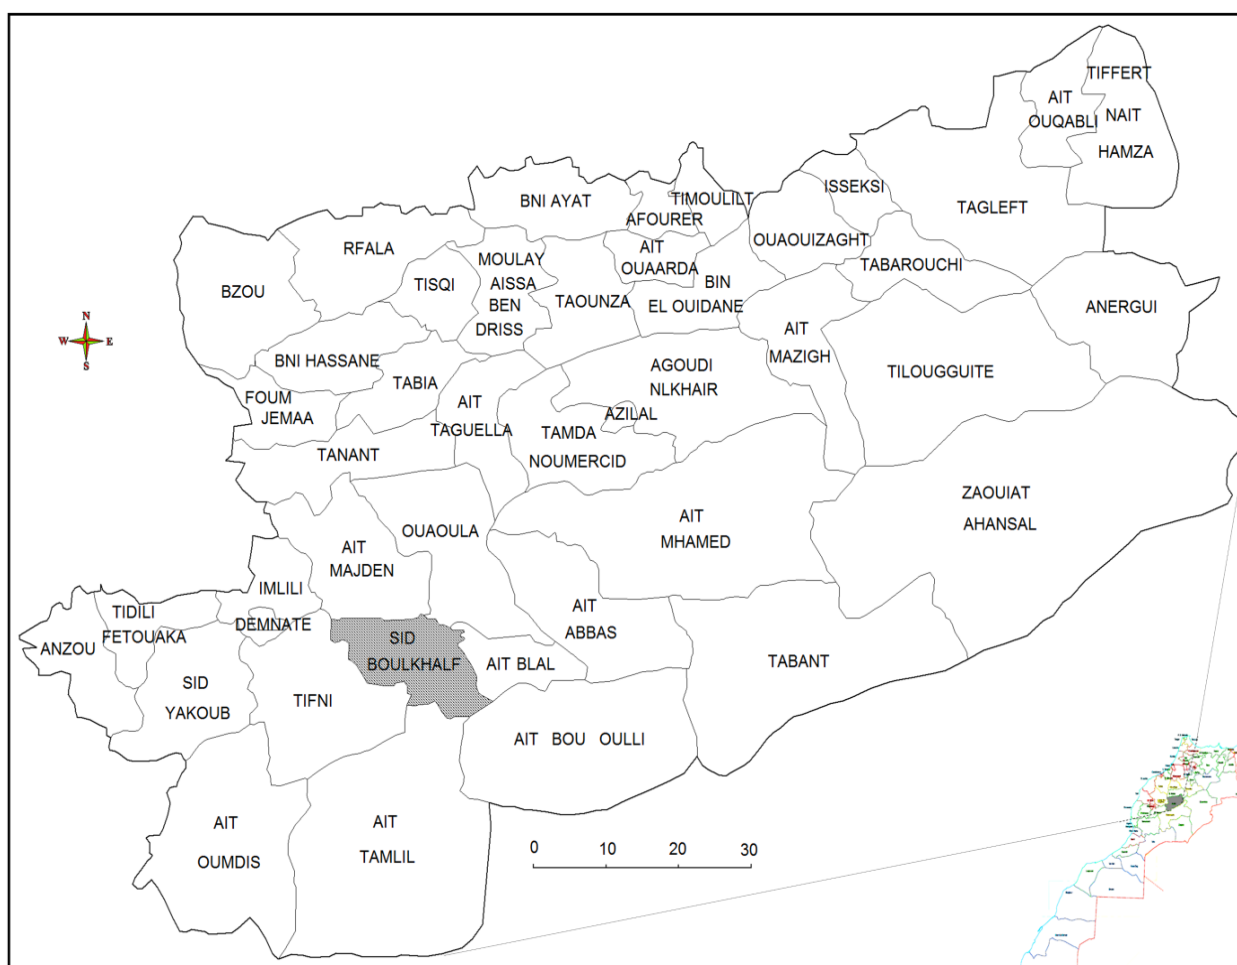 TIFFERT
AIT
OUQABLI
NAIT
HAMZA
ISSEKSI
TIMOULILT
BNI AYAT
TAGLEFT
AFOURER
OUAOUIZAGHT
RFALA
MOULAY
AISSA
BEN
DRISS
AIT
OUAARDA
TABAROUCHI
BZOU
TISQI
TAOUNZA
BIN
EL OUIDANE
ANERGUI
N
W
E
S
AIT
MAZIGH
BNI HASSANE
AGOUDI
NLKHAIR
TILOUGGUITE
TABIA
FOUM
JEMAA
AIT
TAGUELLA
AZILAL
TAMDA
NOUMERCID
TANANT
ZAOUIAT
AHANSAL
AIT
MHAMED
OUAOULA
AIT
MAJDEN
IMLILI
TIDILI
FETOUAKA
DEMNATE
AIT
ABBAS
ANZOU
SID
BOULKHALF
AIT BLAL
TABANT
SID
YAKOUB
TIFNI
AIT BOU OULLI
AIT
OUMDIS
AIT
TAMLIL
0 10 20 30